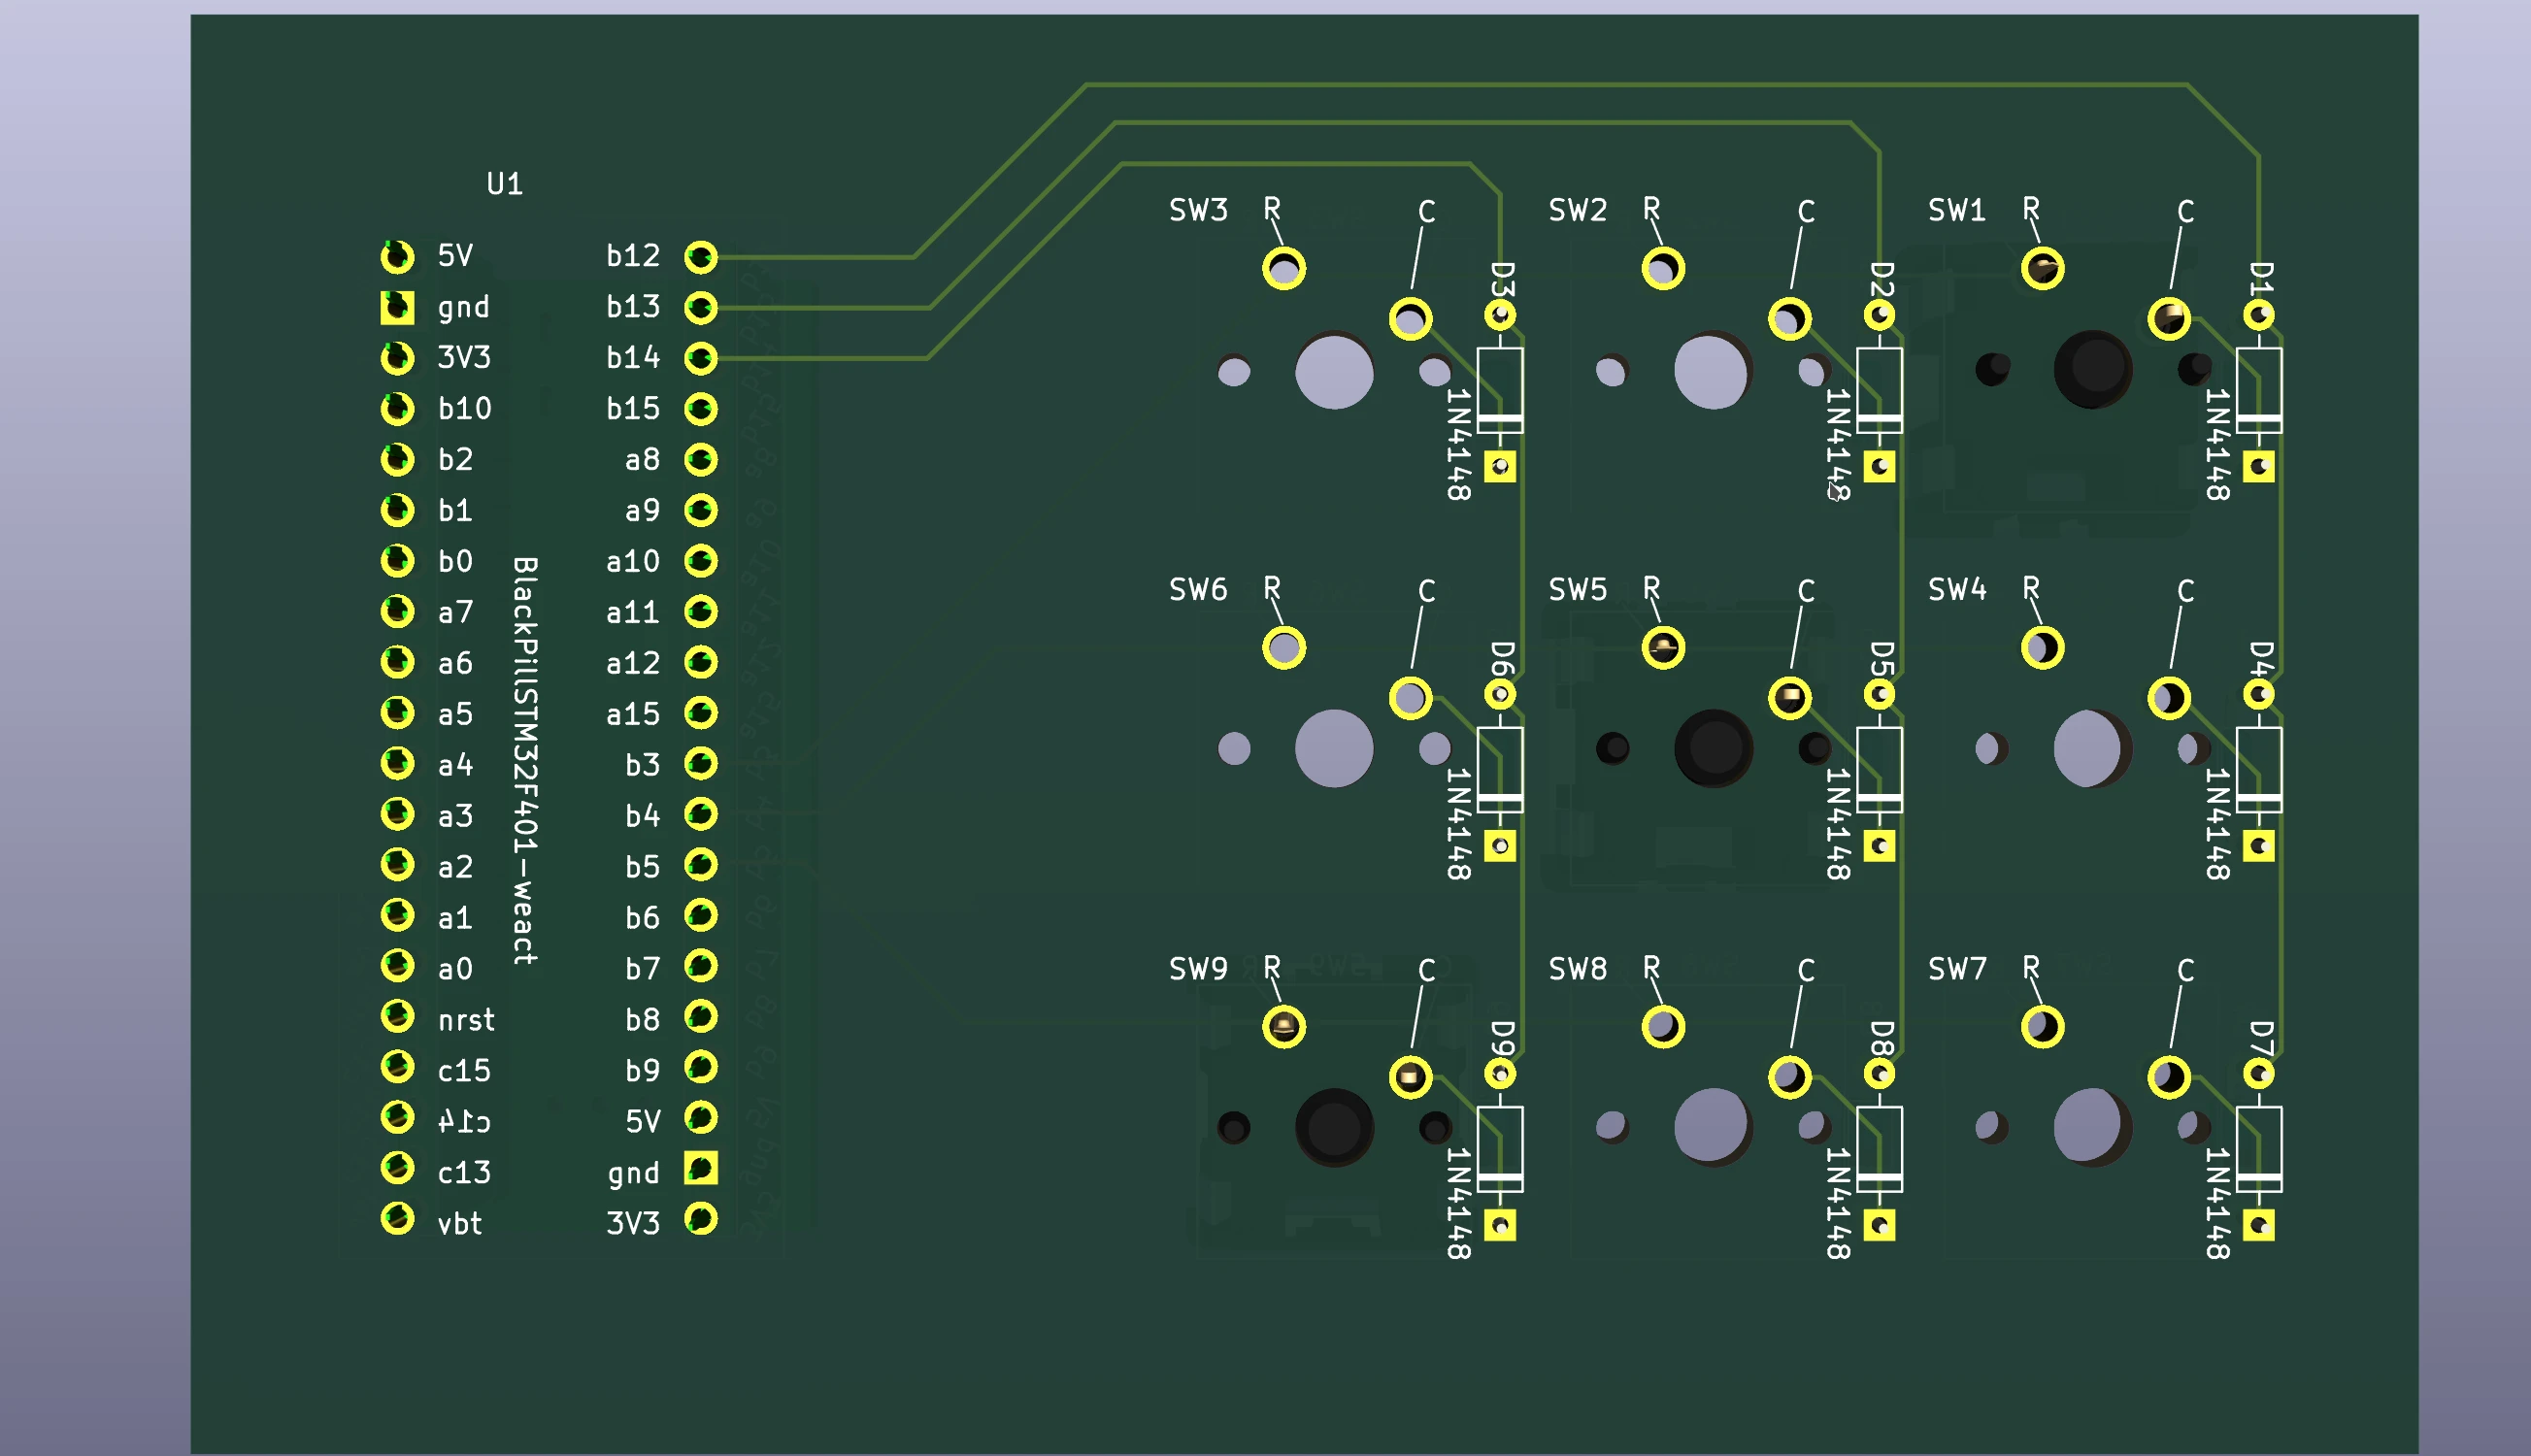 U1
5V
gnd
3V3
b10
b2
b1
b0
a7
a6
a5
a4
a3
a2
a1
a0
nrst
c15
c14
c13
vbt
BlackPillSTM32F401-weact
b12
b13
b14
b15
a8
a9
a10
a11
a12
a15
b3
b4
b5
b6
b7
b8
b9
5V
gnd
3V3
SW3 R C
D3
1N4148
SW2 R C
D2
1N4148
SW1 R C
D1
1N4148
SW6 R C
D6
1N4148
SW5 R C
D5
1N4148
SW4 R C
D4
1N4148
SW9 R C
D9
1N4148
SW8 R C
D8
1N4148
SW7 R C
D7
1N4148